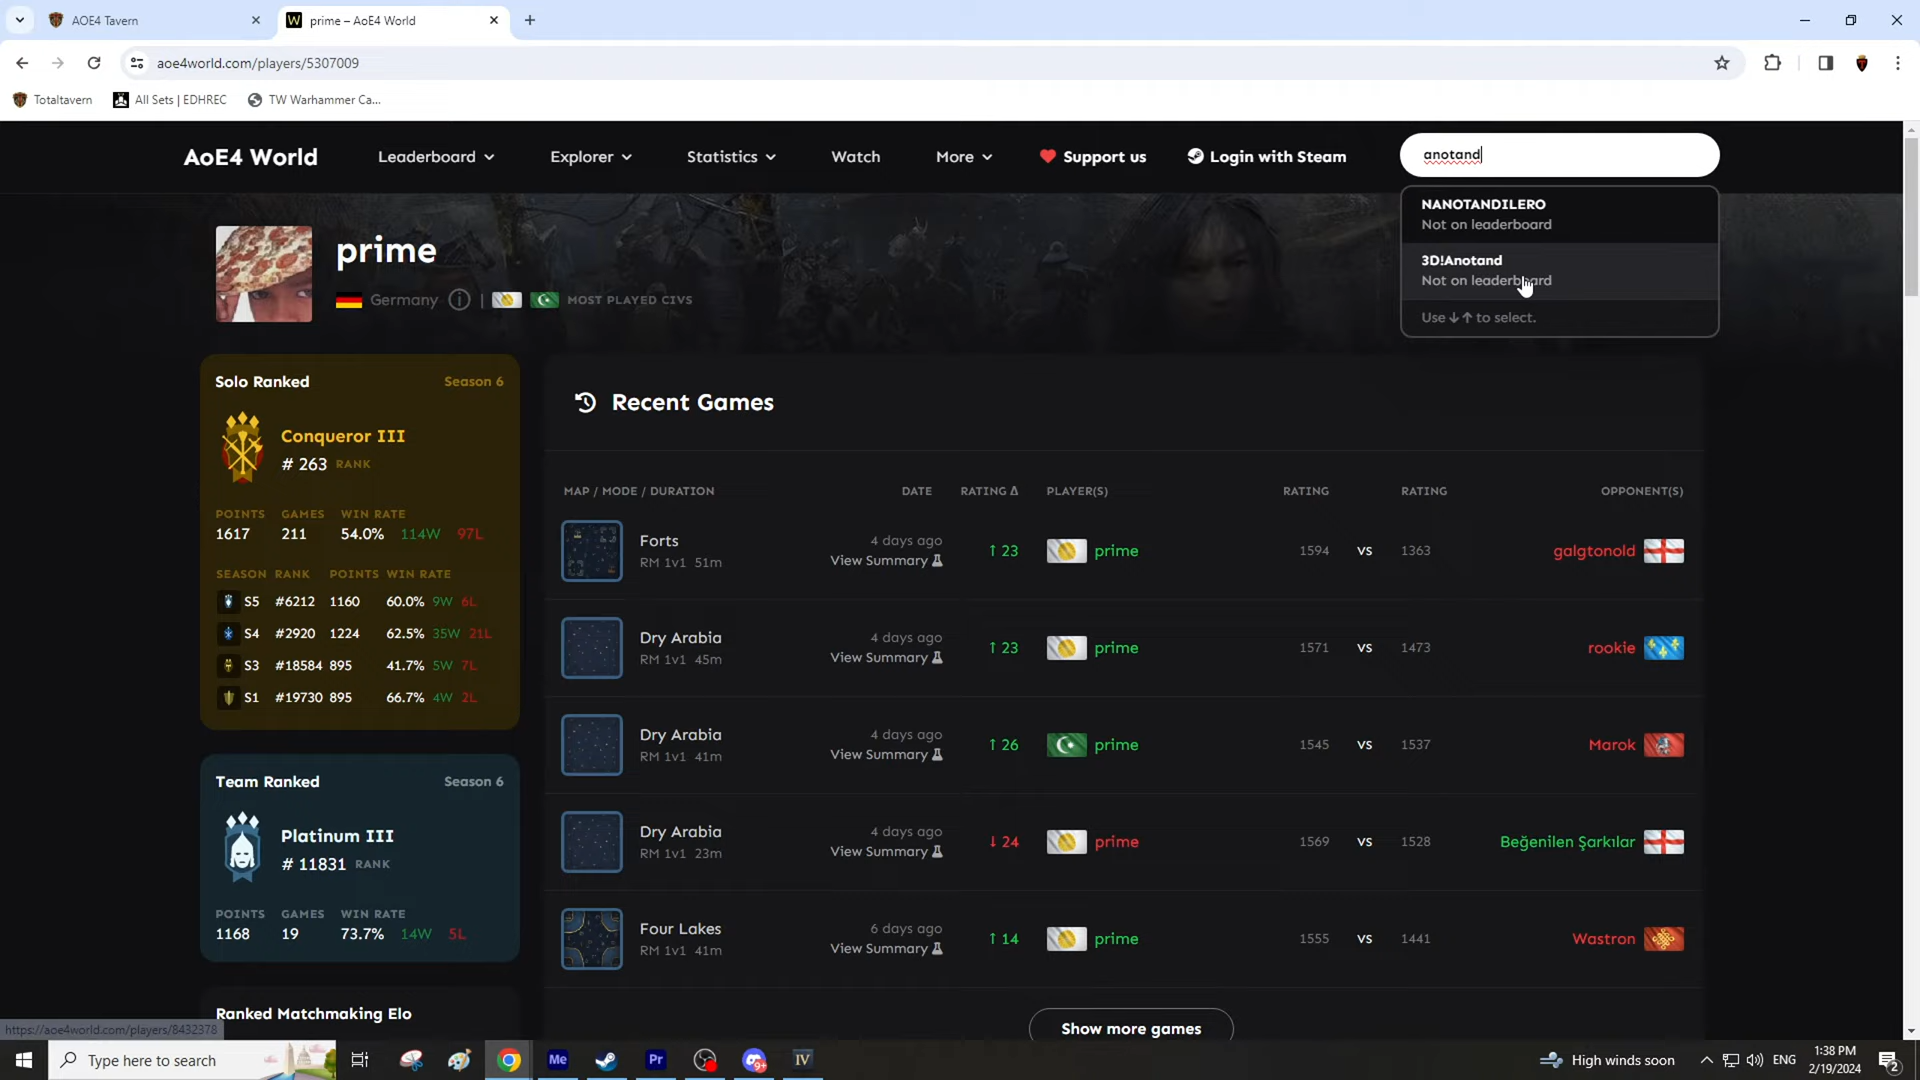 AOE4 Tavern
prime – AoE4 World
aoe4world.com/players/5307009
Totaltavern
All Sets | EDHREC
TW Warhammer Ca...
AoE4 World
Leaderboard
Explorer
Statistics
Watch
More
Support us
Login with Steam
anotand
NANOTANDILERO
Not on leaderboard
3D!Anotand
Not on leaderboard
Use ↓↑ to select.
prime
Germany | MOST PLAYED CIVS
Solo Ranked Season 6
Conqueror III
# 263 RANK
POINTS GAMES WIN RATE
1617 211 54.0% 114W 97L
SEASON RANK POINTS WIN RATE
S5 #6212 1160 60.0% 9W 6L
S4 #2920 1224 62.5% 35W 21L
S3 #18584 895 41.7% 5W 7L
S1 #19730 895 66.7% 4W 2L
Team Ranked Season 6
Platinum III
# 11831 RANK
POINTS GAMES WIN RATE
1168 19 73.7% 14W 5L
Ranked Matchmaking Elo
Recent Games
MAP / MODE / DURATION DATE RATING Δ PLAYER(S) RATING RATING OPPONENT(S)
Forts 4 days ago
RM 1v1 51m View Summary
↑ 23 prime 1594 VS 1363 galgtonold
Dry Arabia 4 days ago
RM 1v1 45m View Summary
↑ 23 prime 1571 VS 1473 rookie
Dry Arabia 4 days ago
RM 1v1 41m View Summary
↑ 26 prime 1545 VS 1537 Marok
Dry Arabia 4 days ago
RM 1v1 23m View Summary
↓ 24 prime 1569 VS 1528 Beğenilen Şarkılar
Four Lakes 6 days ago
RM 1v1 41m View Summary
↑ 14 prime 1555 VS 1441 Wastron
Show more games
https://aoe4world.com/players/8432378
Type here to search
Me
Pr
9+
IV
High winds soon
ENG
1:38 PM
2/19/2024
2